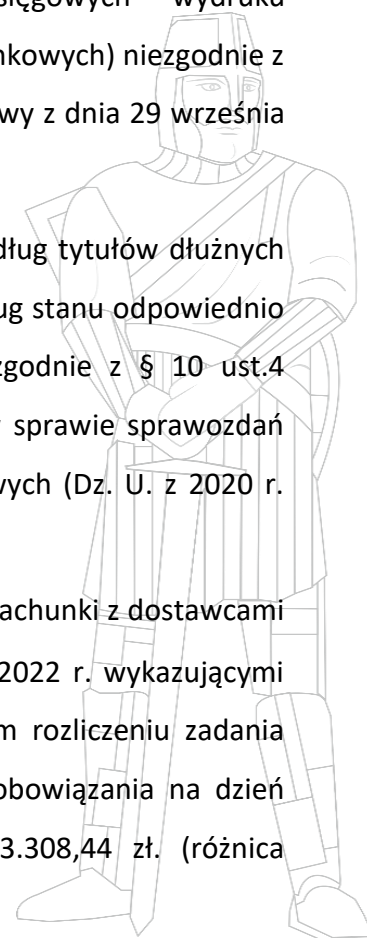 wydruku
nkowych) niezgodnie z
wy z dnia 29 września
dług tytułów dłużnych
ug stanu odpowiednio
zgodnie z § 10 ust.4
sprawie sprawozdań
wych (Dz. U. z 2020 r.
achunki z dostawcami
2022 r. wykazującymi
m rozliczeniu zadania
obowiązania na dzień
3.308,44 zł. (różnica